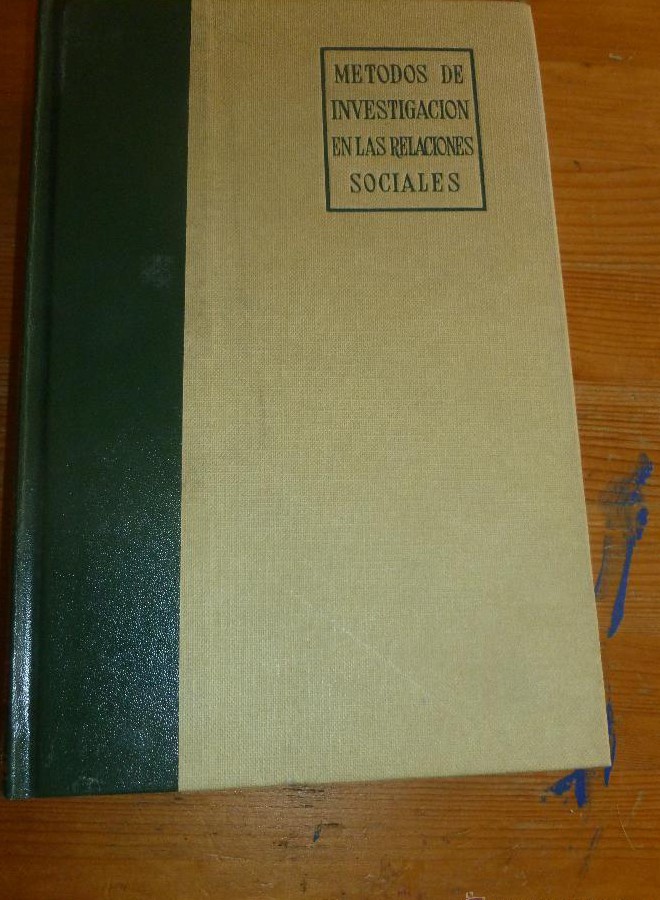 METODOS DE
INVESTIGACION
EN LAS RELACIONES
SOCIALES